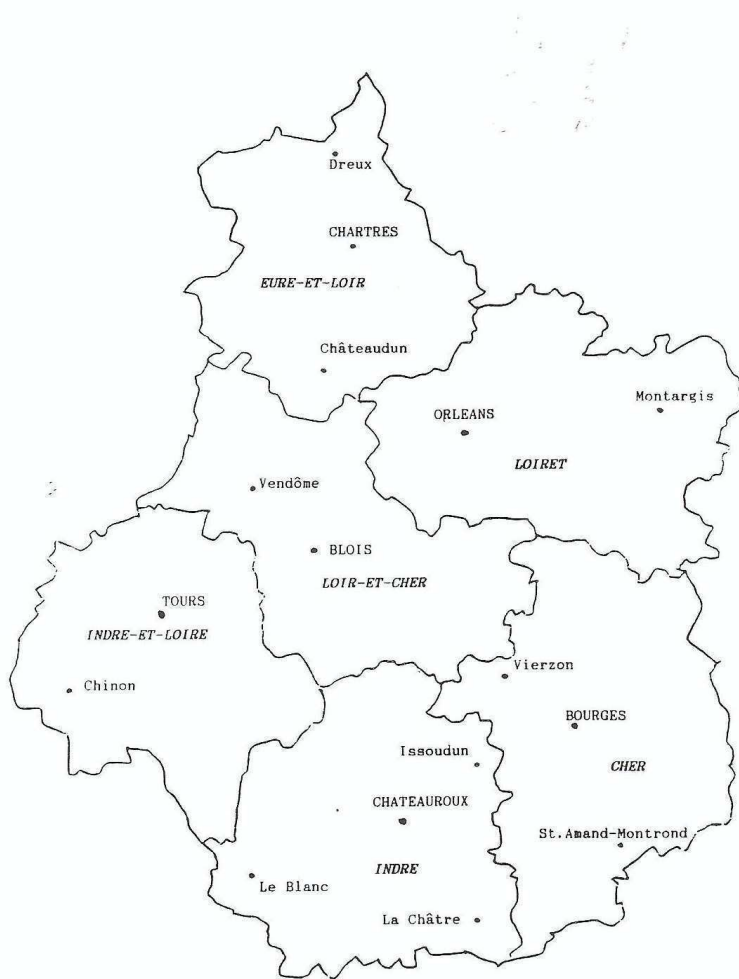 Dreux
CHARTRES
EURE-ET-LOIR
Châteaudun
Montargis
ORLEANS
LOIRET
Vendôme
BLOIS
LOIR-ET-CHER
TOURS
INDRE-ET-LOIRE
Chinon
Vierzon
BOURGES
Issoudun
CHER
CHATEAUROUX
St.Amand-Montrond
INDRE
Le Blanc
La Châtre